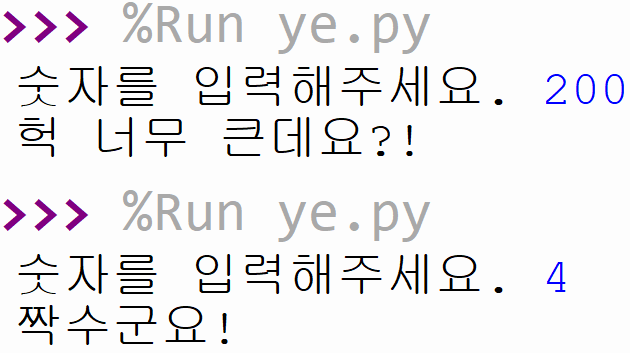 >>> %Run ye.py
숫자를 입력해주세요. 200
헉 너무 큰데요?!
>>> %Run ye.py
숫자를 입력해주세요. 4
짝수군요!